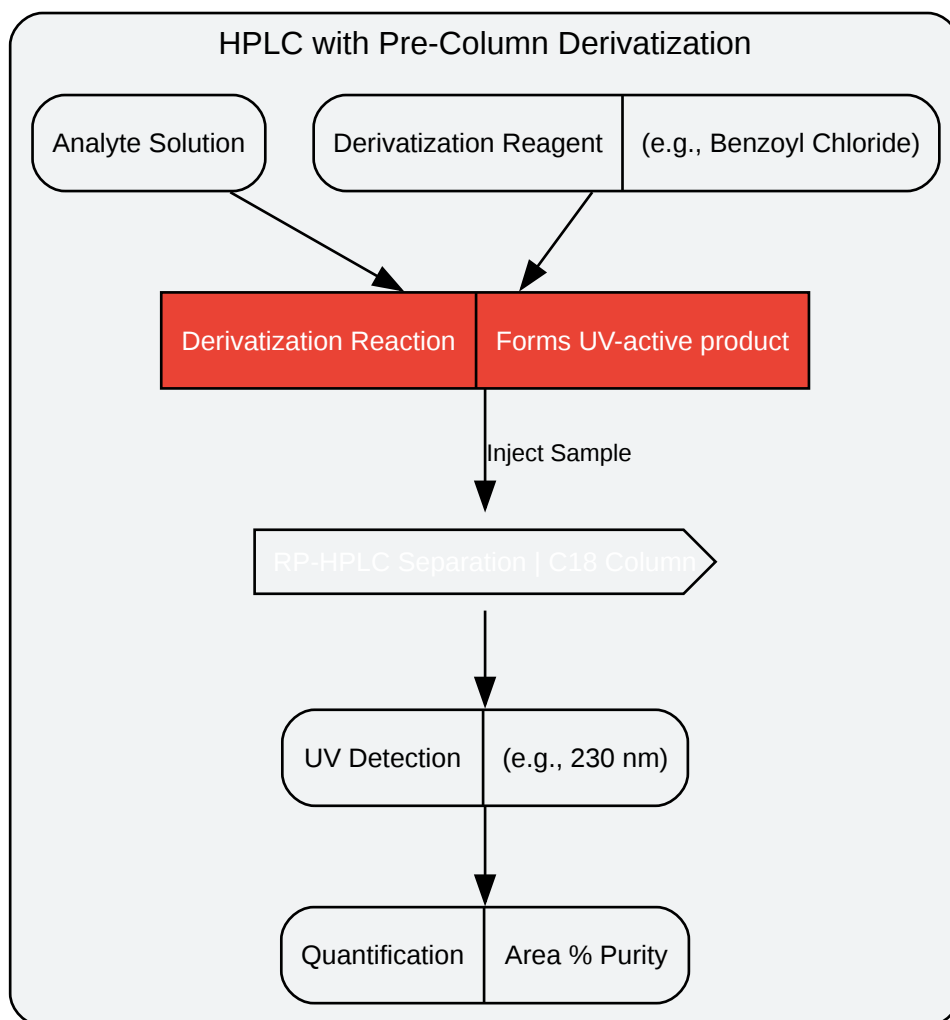 HPLC with Pre-Column Derivatization
Analyte Solution
Derivatization Reagent
(e.g., Benzoyl Chloride)
Derivatization Reaction
Forms UV-active product
Inject Sample
RP-HPLC Separation | C18 Column
UV Detection
(e.g., 230 nm)
Quantification
Area % Purity